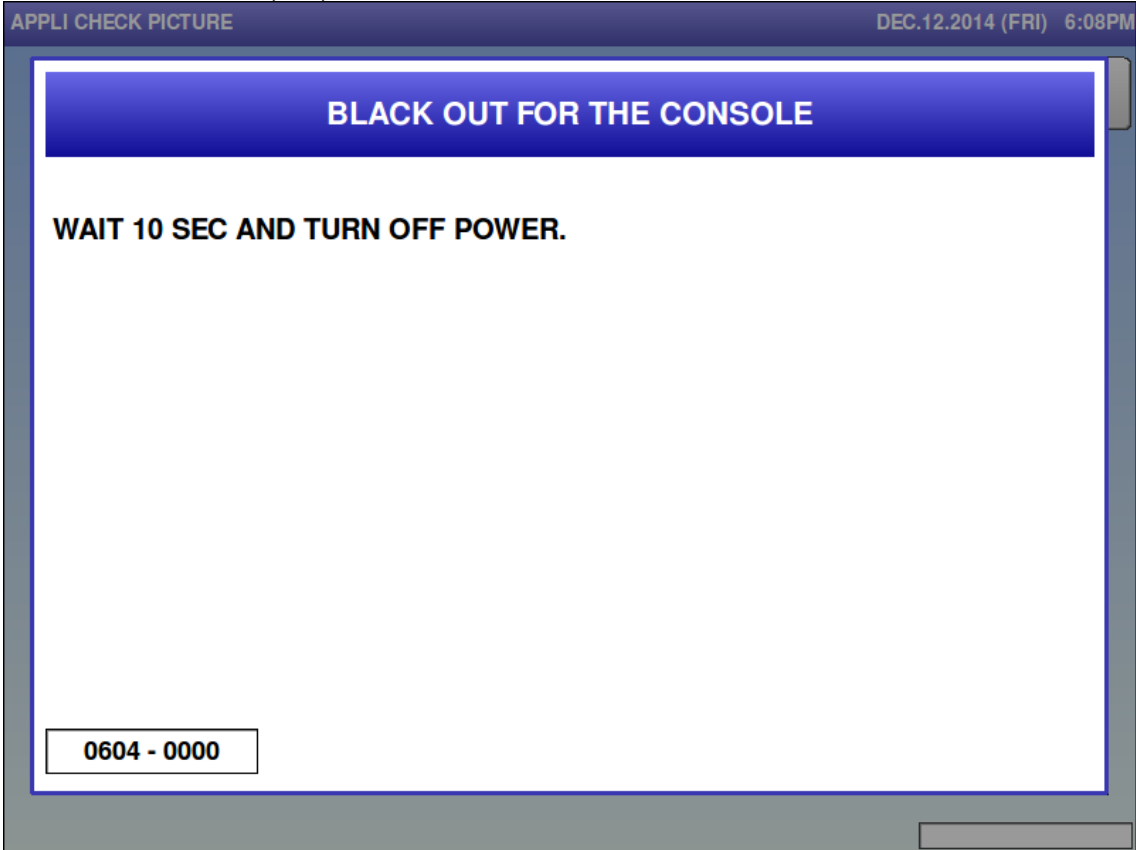 APPLI CHECK PICTURE DEC.12.2014 (FRI) 6:08PM
BLACK OUT FOR THE CONSOLE
WAIT 10 SEC AND TURN OFF POWER.
0604 - 0000